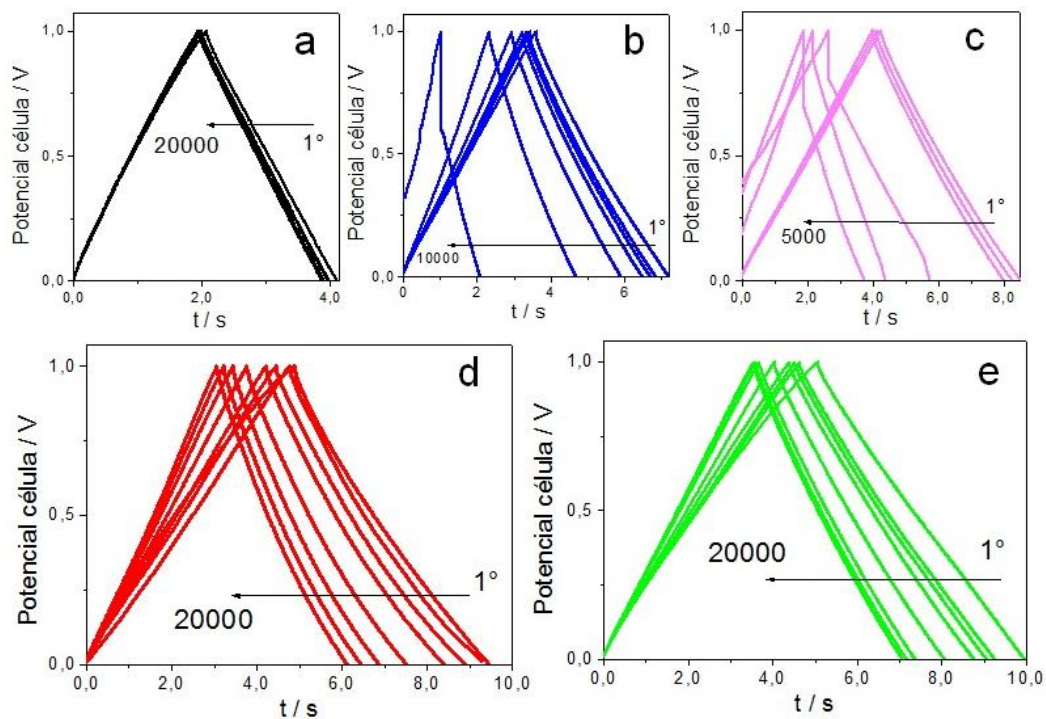 a
1,0
0,5
0,0
Potencial célula / V
20000
1°
0,0 2,0 4,0
t / s
b
1,0
0,5
0,0
Potencial célula / V
10000
1°
0 2 4 6
t / s
c
1,0
0,5
0,0
Potencial célula / V
5000
1°
0,0 2,0 4,0 6,0 8,0
t / s
d
1,0
0,5
0,0
Potencial célula / V
20000
1°
0,0 2,0 4,0 6,0 8,0 10,0
t / s
e
1,0
0,5
0,0
Potencial célula / V
20000
1°
0,0 2,0 4,0 6,0 8,0 10,0
t / s